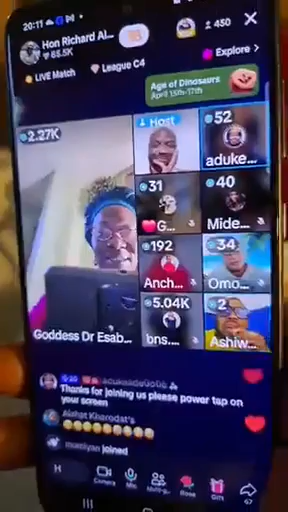 20:11
Hon Richard Al...
65.5K
450
LIVE Match
League C4
Explore >
Age of Dinosaurs
April 15th-17th
2.27K
Host
52
aduke...
31
G...
40
Mide...
192
Anch...
34
Omo...
5.04K
bns....
2
Ashiw...
Goddess Dr Esab...
Thanks for joining us please power tap on
your screen
joined
Camera
Mic
Rose
Gift
67